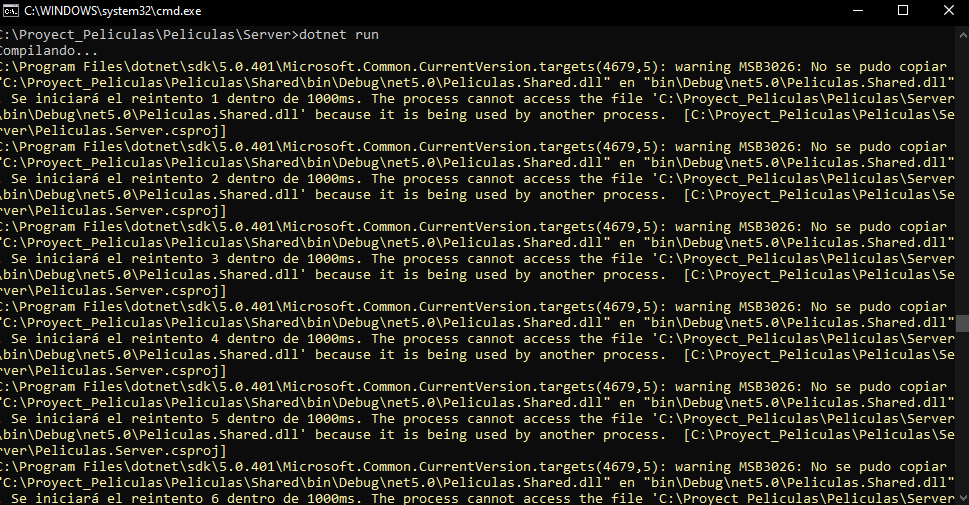 C:\WINDOWS\system32\cmd.exe
C:\Proyect_Peliculas\Peliculas\Server>dotnet run
Compilando...
C:\Program Files\dotnet\sdk\5.0.401\Microsoft.Common.CurrentVersion.targets(4679,5): warning MSB3026: No se pudo copiar
"C:\Proyect_Peliculas\Peliculas\Shared\bin\Debug\net5.0\Peliculas.Shared.dll" en "bin\Debug\net5.0\Peliculas.Shared.dll"
. Se iniciará el reintento 1 dentro de 1000ms. The process cannot access the file 'C:\Proyect_Peliculas\Peliculas\Server
\bin\Debug\net5.0\Peliculas.Shared.dll' because it is being used by another process.  [C:\Proyect_Peliculas\Peliculas\Se
rver\Peliculas.Server.csproj]
C:\Program Files\dotnet\sdk\5.0.401\Microsoft.Common.CurrentVersion.targets(4679,5): warning MSB3026: No se pudo copiar
"C:\Proyect_Peliculas\Peliculas\Shared\bin\Debug\net5.0\Peliculas.Shared.dll" en "bin\Debug\net5.0\Peliculas.Shared.dll"
. Se iniciará el reintento 2 dentro de 1000ms. The process cannot access the file 'C:\Proyect_Peliculas\Peliculas\Server
\bin\Debug\net5.0\Peliculas.Shared.dll' because it is being used by another process.  [C:\Proyect_Peliculas\Peliculas\Se
rver\Peliculas.Server.csproj]
C:\Program Files\dotnet\sdk\5.0.401\Microsoft.Common.CurrentVersion.targets(4679,5): warning MSB3026: No se pudo copiar
"C:\Proyect_Peliculas\Peliculas\Shared\bin\Debug\net5.0\Peliculas.Shared.dll" en "bin\Debug\net5.0\Peliculas.Shared.dll"
. Se iniciará el reintento 3 dentro de 1000ms. The process cannot access the file 'C:\Proyect_Peliculas\Peliculas\Server
\bin\Debug\net5.0\Peliculas.Shared.dll' because it is being used by another process.  [C:\Proyect_Peliculas\Peliculas\Se
rver\Peliculas.Server.csproj]
C:\Program Files\dotnet\sdk\5.0.401\Microsoft.Common.CurrentVersion.targets(4679,5): warning MSB3026: No se pudo copiar
"C:\Proyect_Peliculas\Peliculas\Shared\bin\Debug\net5.0\Peliculas.Shared.dll" en "bin\Debug\net5.0\Peliculas.Shared.dll"
. Se iniciará el reintento 4 dentro de 1000ms. The process cannot access the file 'C:\Proyect_Peliculas\Peliculas\Server
\bin\Debug\net5.0\Peliculas.Shared.dll' because it is being used by another process.  [C:\Proyect_Peliculas\Peliculas\Se
rver\Peliculas.Server.csproj]
C:\Program Files\dotnet\sdk\5.0.401\Microsoft.Common.CurrentVersion.targets(4679,5): warning MSB3026: No se pudo copiar
"C:\Proyect_Peliculas\Peliculas\Shared\bin\Debug\net5.0\Peliculas.Shared.dll" en "bin\Debug\net5.0\Peliculas.Shared.dll"
. Se iniciará el reintento 5 dentro de 1000ms. The process cannot access the file 'C:\Proyect_Peliculas\Peliculas\Server
\bin\Debug\net5.0\Peliculas.Shared.dll' because it is being used by another process.  [C:\Proyect_Peliculas\Peliculas\Se
rver\Peliculas.Server.csproj]
C:\Program Files\dotnet\sdk\5.0.401\Microsoft.Common.CurrentVersion.targets(4679,5): warning MSB3026: No se pudo copiar
"C:\Proyect_Peliculas\Peliculas\Shared\bin\Debug\net5.0\Peliculas.Shared.dll" en "bin\Debug\net5.0\Peliculas.Shared.dll"
. Se iniciará el reintento 6 dentro de 1000ms. The process cannot access the file 'C:\Proyect_Peliculas\Peliculas\Server